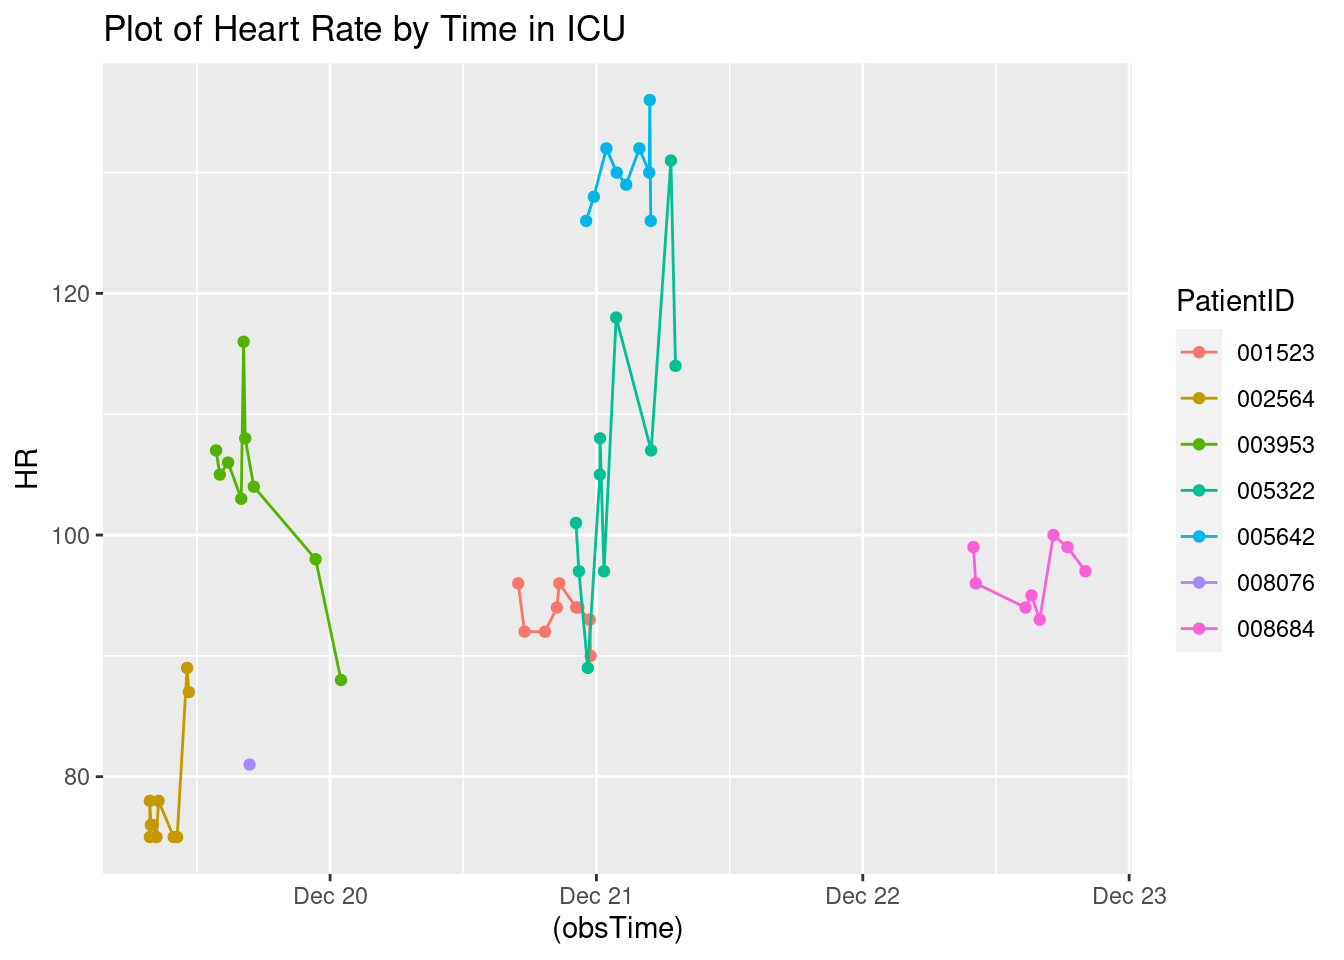 Plot of Heart Rate by Time in ICU
HR
120
100
80
Dec 20
Dec 21
Dec 22
Dec 23
(obsTime)
PatientID
001523
002564
003953
005322
005642
008076
008684